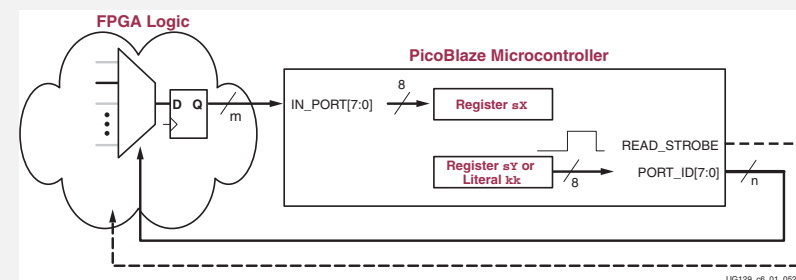 FPGA Logic
PicoBlaze Microcontroller
D Q
m
IN_PORT[7:0]
8
Register sX
READ_STROBE
Register sY or
Literal kk
8
PORT_ID[7:0]
n